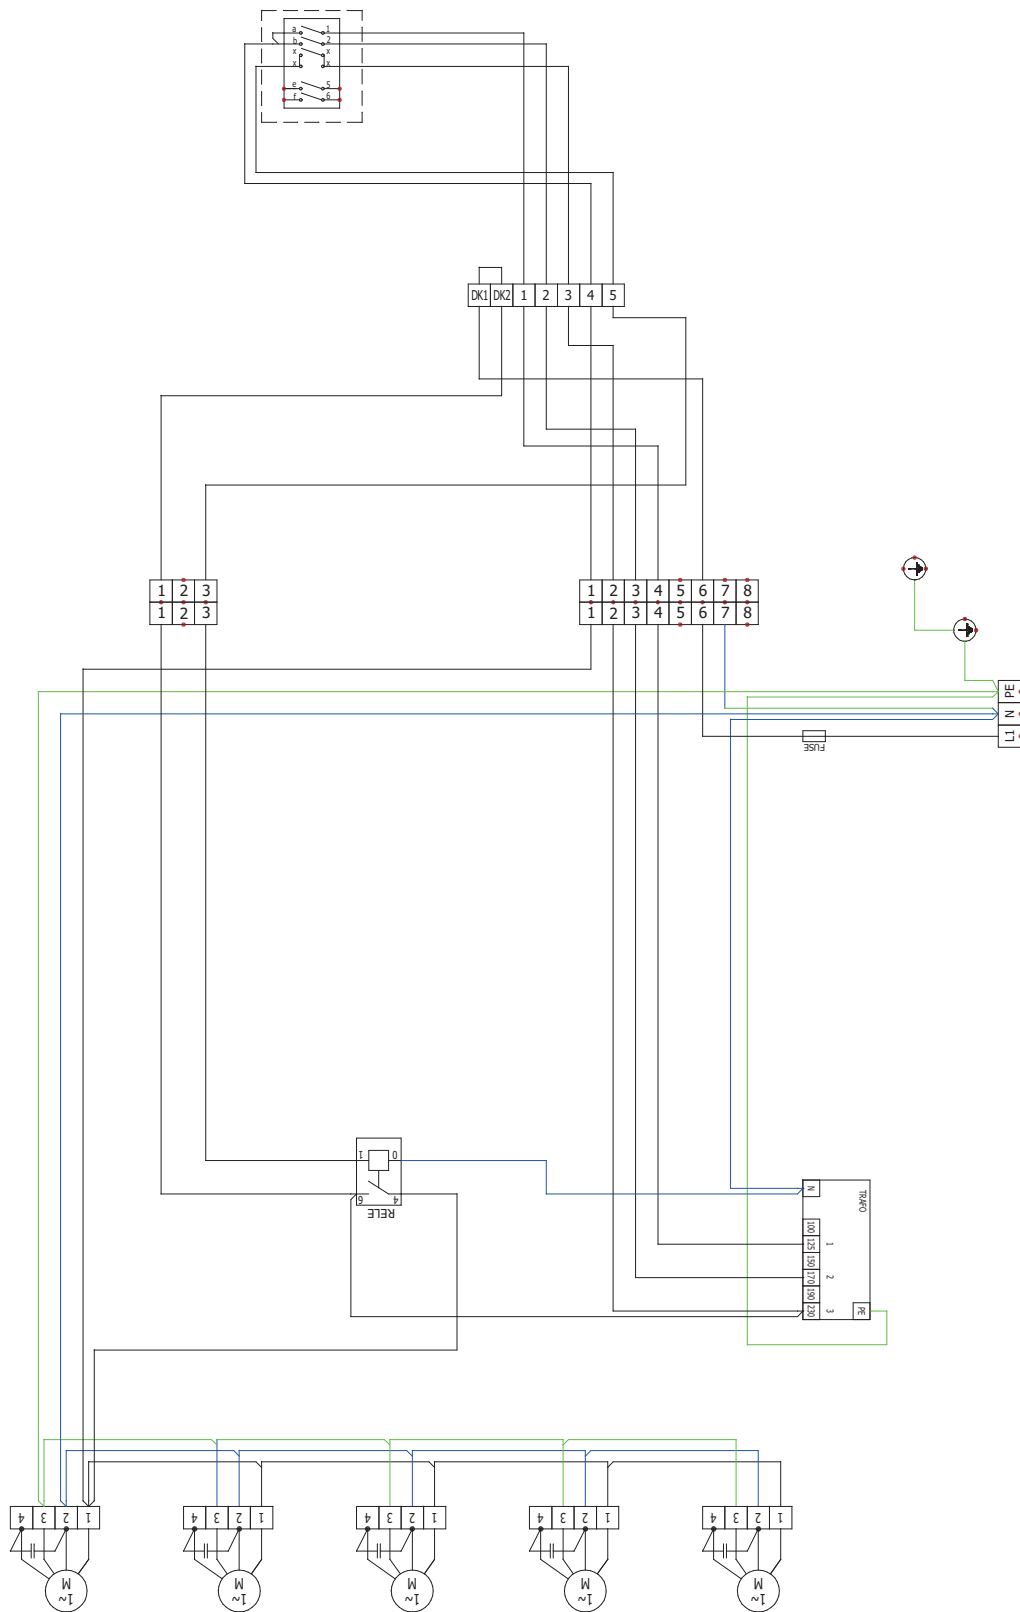 a 1
b 2
x x
x x
e 5
f 6
DK1 DK2 1 2 3 4 5
1 2 3
1 2 3
1 2 3 4 5 6 7 8
1 2 3 4 5 6 7 8
PE
N
L1
FUSE
1 0
6 4
RELE
N
TRAFO
100
125 1
150
170 2
190
230 3
PE
4 3 2 1
4 3 2 1
4 3 2 1
4 3 2 1
4 3 2 1
M
1~
M
1~
M
1~
M
1~
M
1~